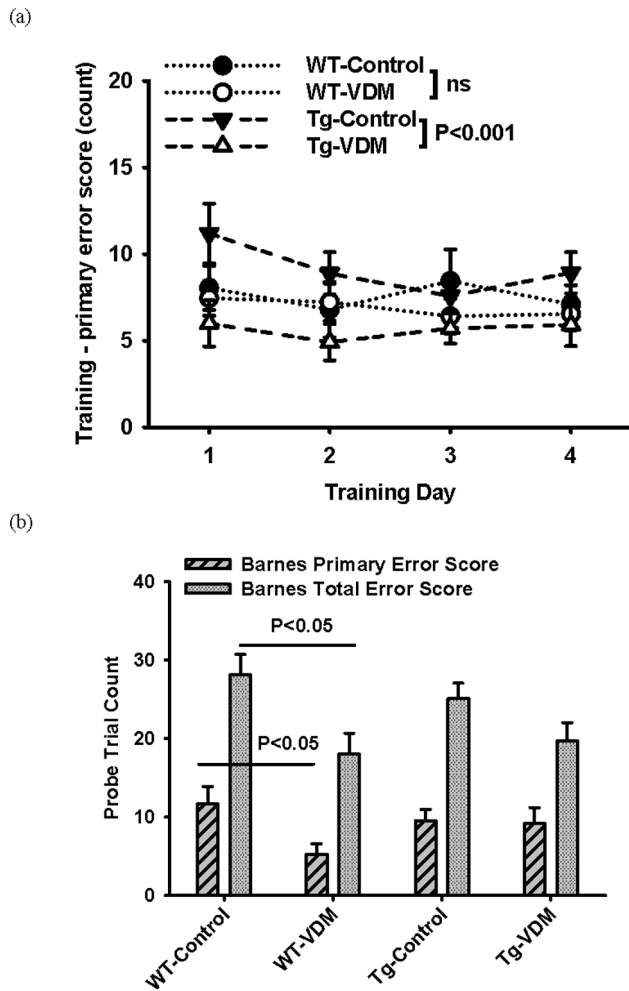 (a)
Training - primary error score (count)
20
15
10
5
0
WT-Control
WT-VDM
ns
Tg-Control
Tg-VDM
P<0.001
1 2 3 4
Training Day
(b)
Barnes Primary Error Score
Barnes Total Error Score
Probe Trial Count
40
30
20
10
0
P<0.05
P<0.05
WT-Control
WT-VDM
Tg-Control
Tg-VDM